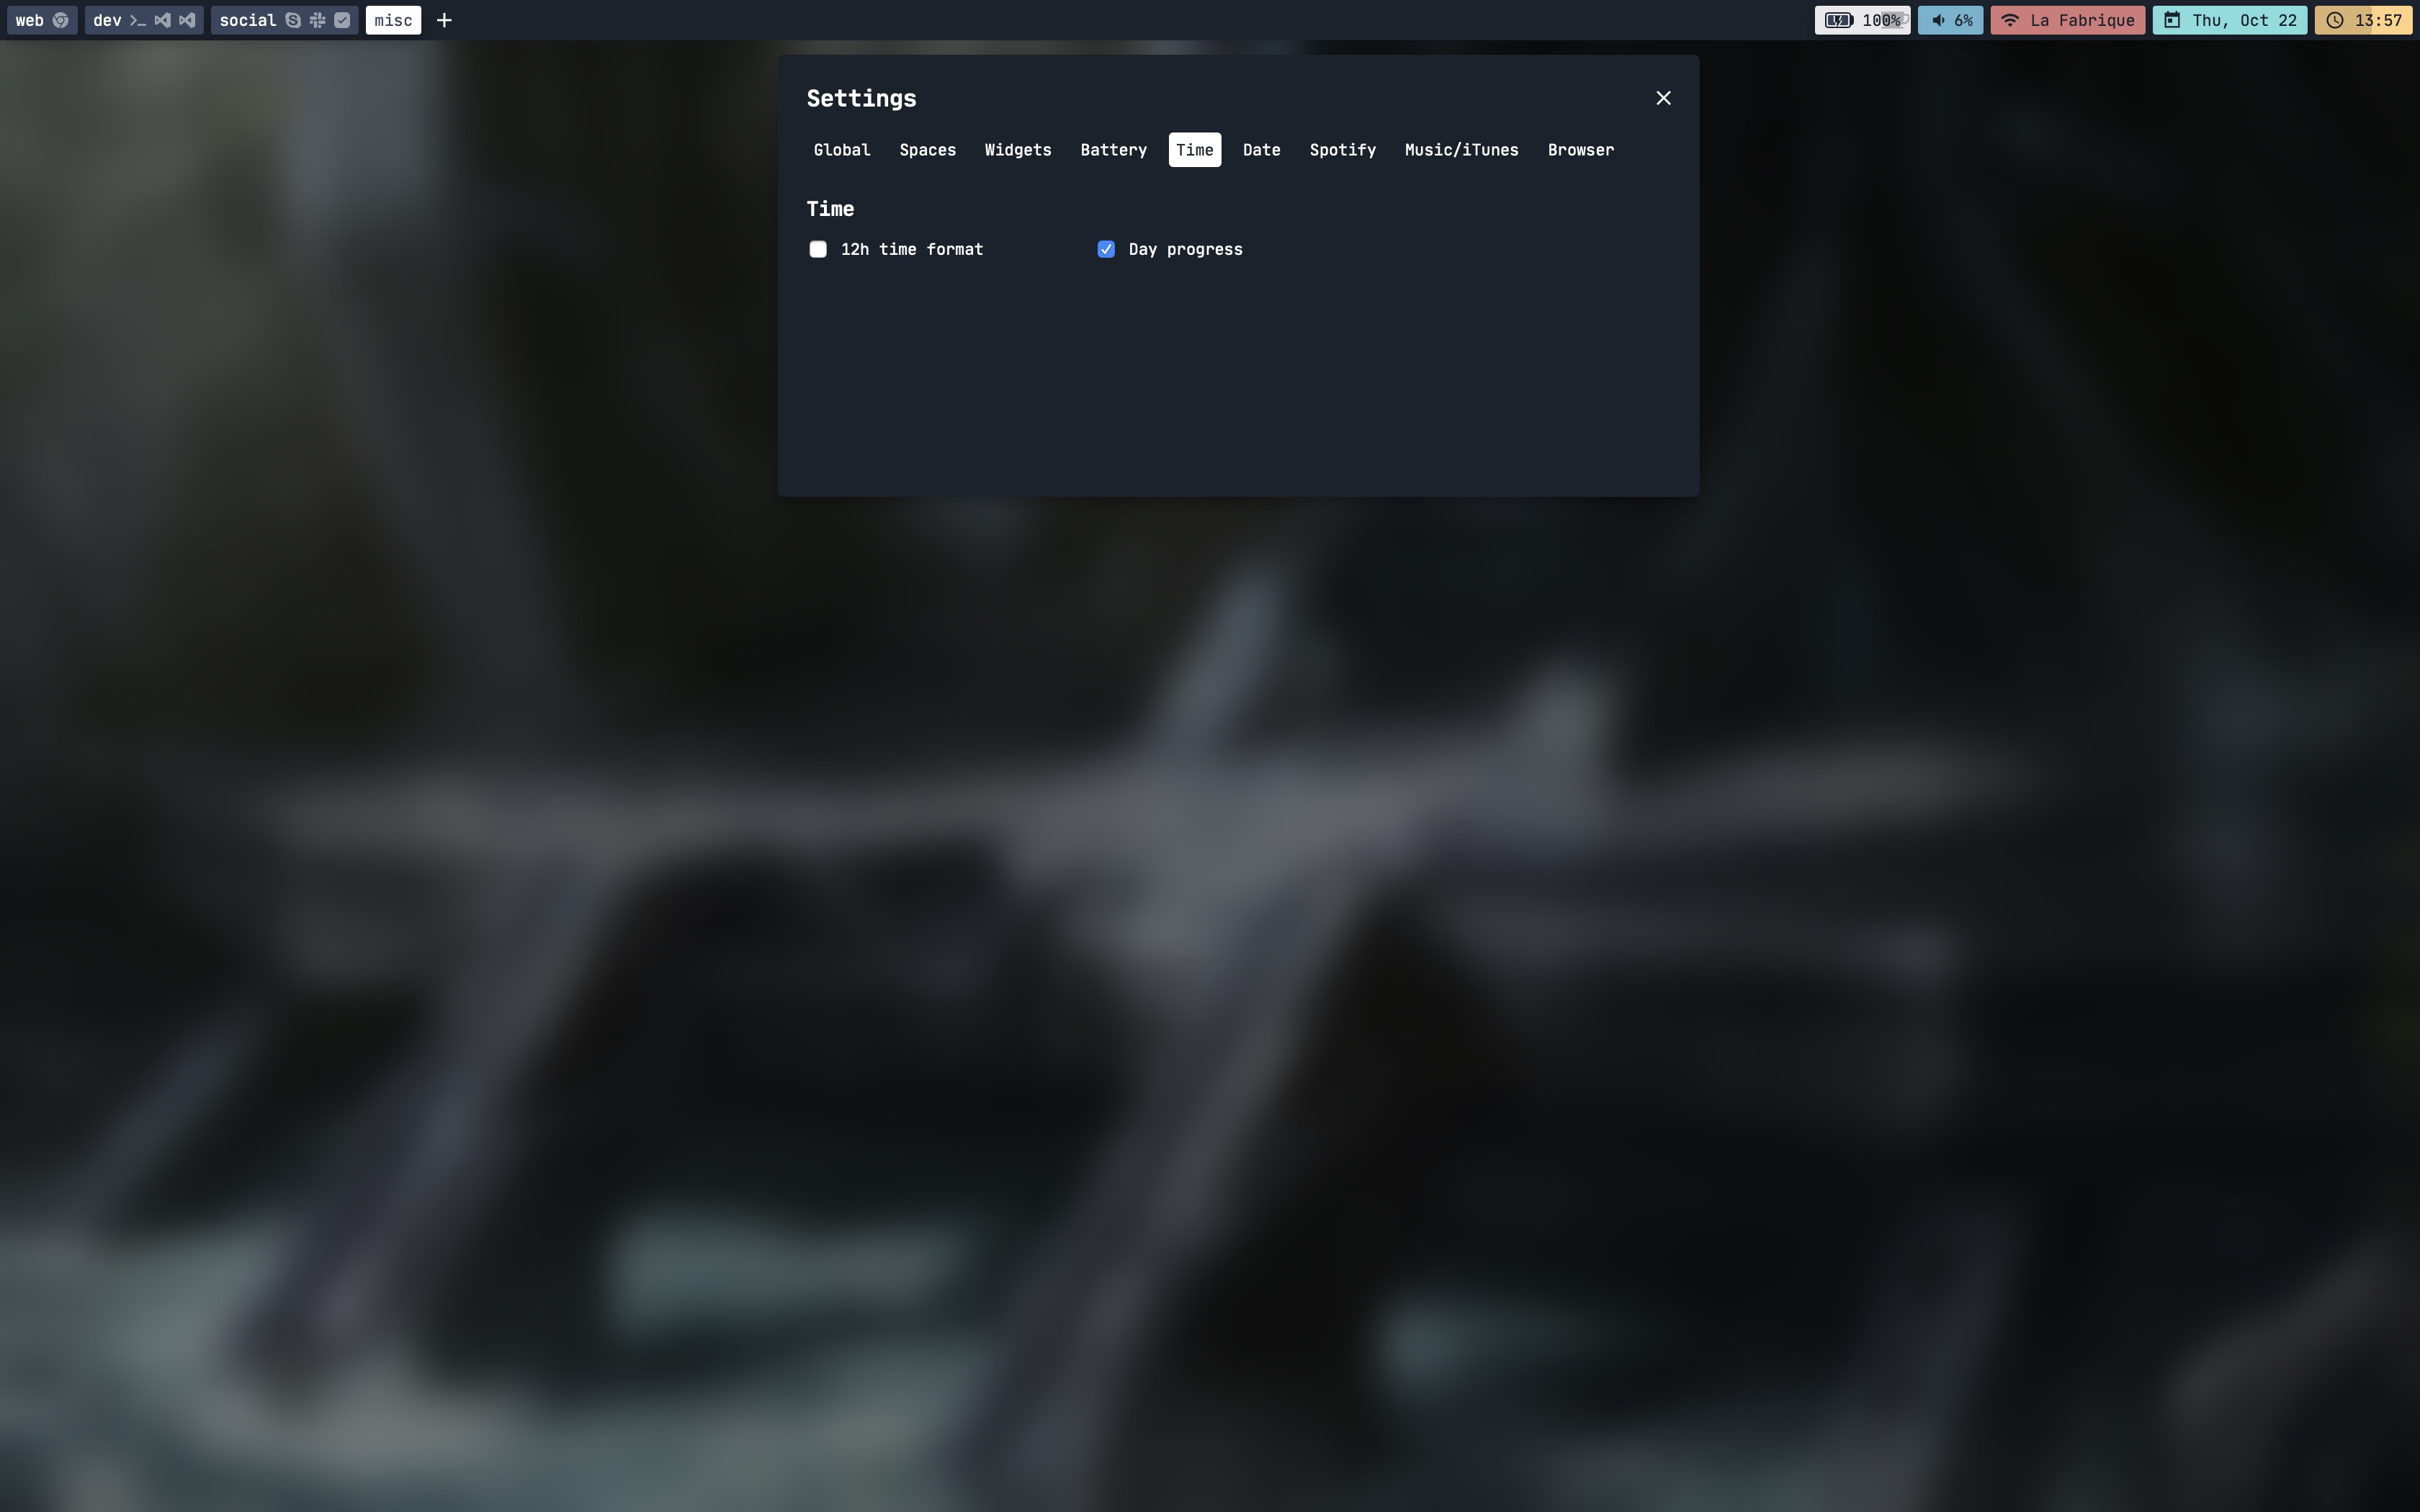 web dev social misc 100% 6% La Fabrique Thu, Oct 22 13:57
Settings
Global Spaces Widgets Battery Time Date Spotify Music/iTunes Browser
Time
12h time format Day progress